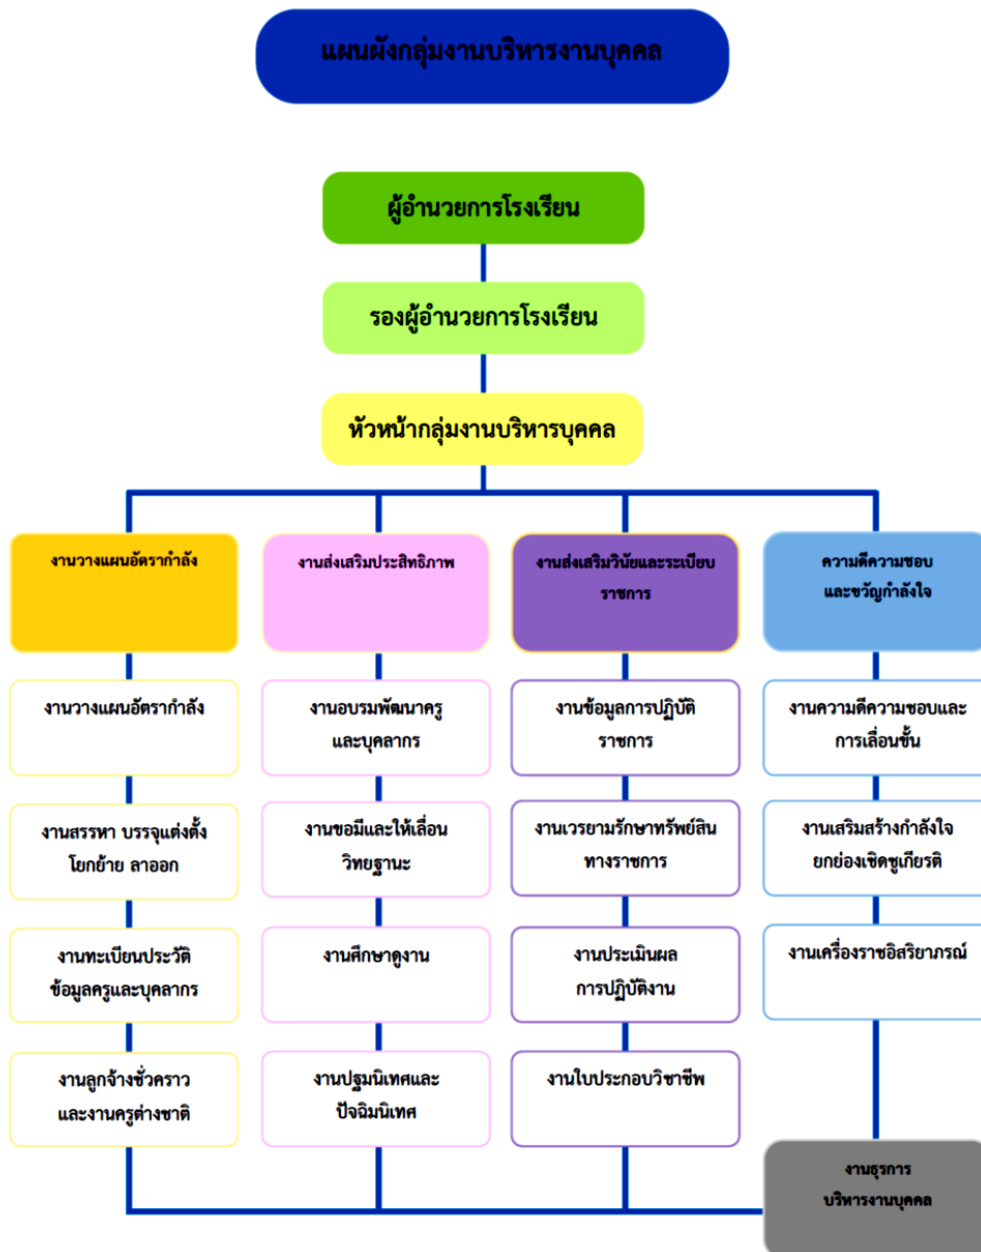 แผนผังกลุ่มงานบริหารงานบุคคล
ผู้อำนวยการโรงเรียน
รองผู้อำนวยการโรงเรียน
หัวหน้ากลุ่มงานบริหารบุคคล
งานวางแผนอัตรากำลัง
งานวางแผนอัตรากำลัง
งานสรรหา บรรจุแต่งตั้ง
โยกย้าย ลาออก
งานทะเบียนประวัติ
ข้อมูลครูและบุคลากร
งานลูกจ้างชั่วคราว
และงานครูต่างชาติ
งานส่งเสริมประสิทธิภาพ
งานอบรมพัฒนาครู
และบุคลากร
งานขอมีและให้เลื่อน
วิทยฐานะ
งานศึกษาดูงาน
งานปฐมนิเทศและ
ปัจฉิมนิเทศ
งานส่งเสริมวินัยและระเบียบ
ราชการ
งานข้อมูลการปฏิบัติ
ราชการ
งานเวรยามรักษาทรัพย์สิน
ทางราชการ
งานประเมินผล
การปฏิบัติงาน
งานใบประกอบวิชาชีพ
ความดีความชอบ
และขวัญกำลังใจ
งานความดีความชอบและ
การเลื่อนขั้น
งานเสริมสร้างกำลังใจ
ยกย่องเชิดชูเกียรติ
งานเครื่องราชอิสริยาภรณ์
งานธุรการ
บริหารงานบุคคล